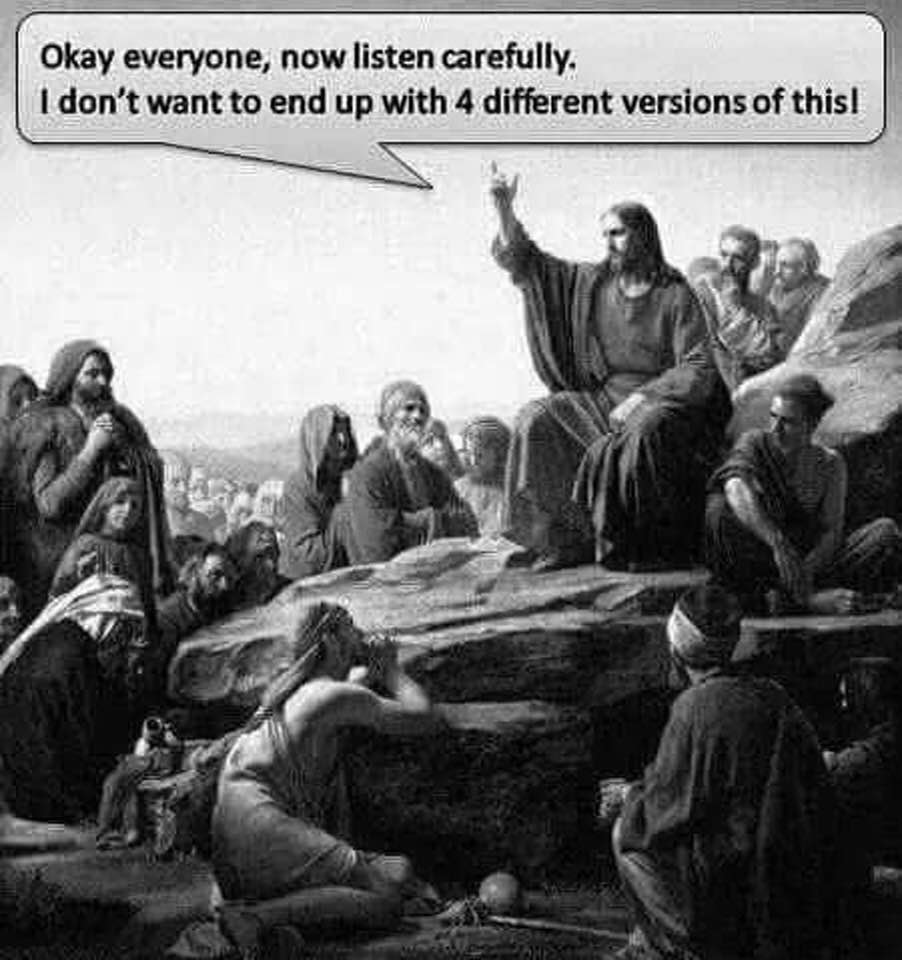 Okay everyone, now listen carefully.
I don't want to end up with 4 different versions of this!